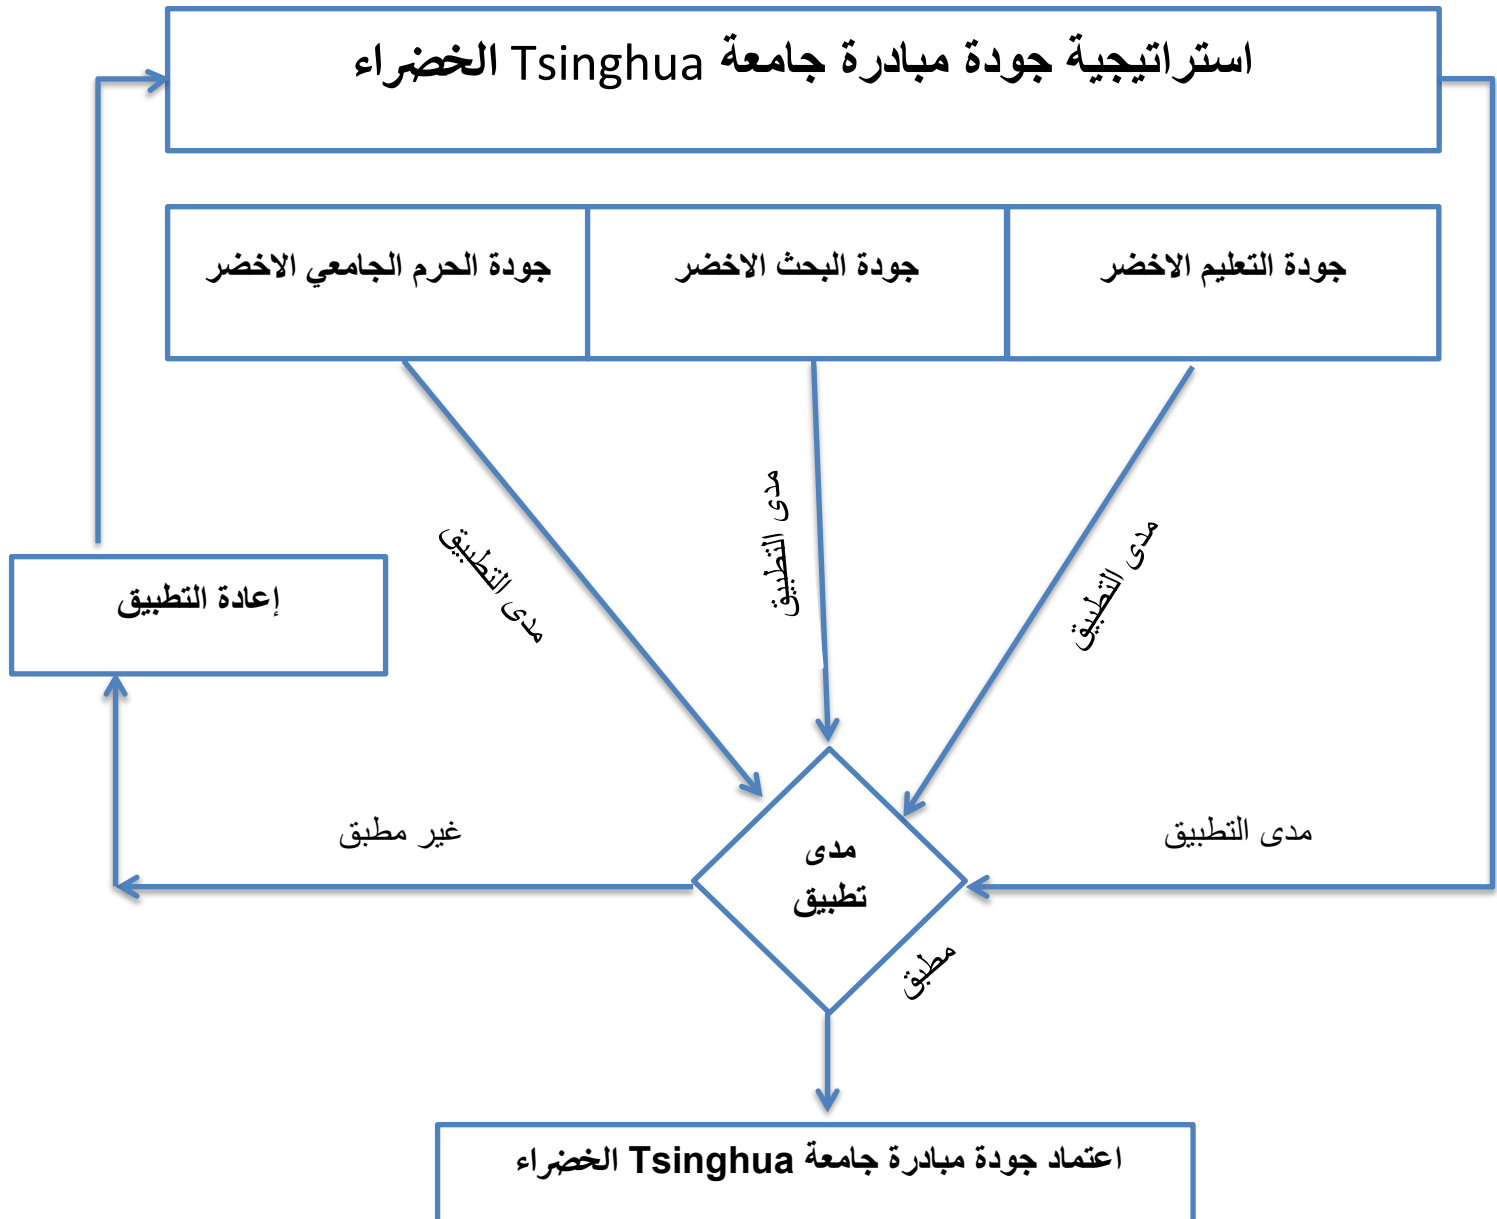 استراتيجية جودة مبادرة جامعة Tsinghua الخضراء
جودة التعليم الاخضر
جودة البحث الاخضر
جودة الحرم الجامعي الاخضر
مدى التطبيق
مدى التطبيق
مدى التطبيق
إعادة التطبيق
مدى التطبيق
غير مطبق
مدى
تطبيق
مطبق
اعتماد جودة مبادرة جامعة Tsinghua الخضراء